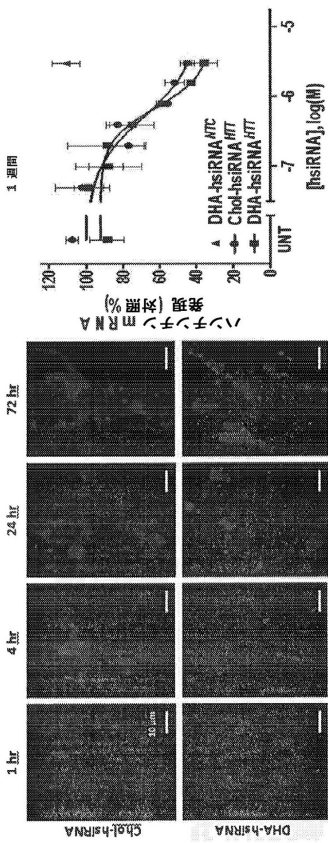 1 hr
4 hr
24 hr
72 hr
Chol-hsiRNA
DHA-hsiRNA
10 µm
1 週間
ハンチンチン mRNA
発現 (対照%)
120
100
80
60
40
20
0
DHA-hsiRNA^NTC
Chol-hsiRNA^HTT
DHA-hsiRNA^HTT
UNT
-7
-6
-5
[hsiRNA], log(M)